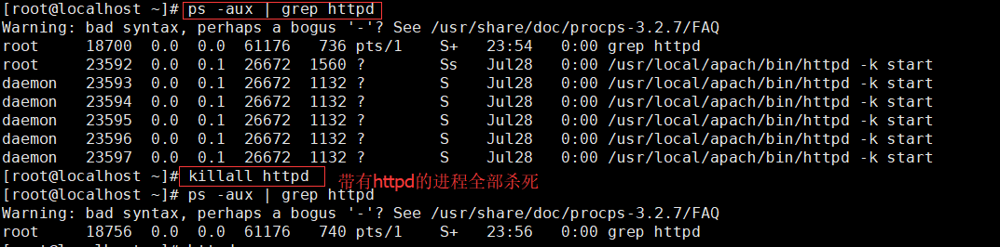 [root@localhost ~]# ps -aux | grep httpd
Warning: bad syntax, perhaps a bogus '-'? See /usr/share/doc/procps-3.2.7/FAQ
root     18700  0.0  0.0  61176   736 pts/1    S+   23:54   0:00 grep httpd
root     23592  0.0  0.1  26672  1560 ?        Ss   Jul28   0:00 /usr/local/apach/bin/httpd -k start
daemon   23593  0.0  0.1  26672  1132 ?        S    Jul28   0:00 /usr/local/apach/bin/httpd -k start
daemon   23594  0.0  0.1  26672  1132 ?        S    Jul28   0:00 /usr/local/apach/bin/httpd -k start
daemon   23595  0.0  0.1  26672  1132 ?        S    Jul28   0:00 /usr/local/apach/bin/httpd -k start
daemon   23596  0.0  0.1  26672  1132 ?        S    Jul28   0:00 /usr/local/apach/bin/httpd -k start
daemon   23597  0.0  0.1  26672  1132 ?        S    Jul28   0:00 /usr/local/apach/bin/httpd -k start
[root@localhost ~]# killall httpd 带有httpd的进程全部杀死
[root@localhost ~]# ps -aux | grep httpd
Warning: bad syntax, perhaps a bogus '-'? See /usr/share/doc/procps-3.2.7/FAQ
root     18756  0.0  0.0  61176   740 pts/1    S+   23:56   0:00 grep httpd